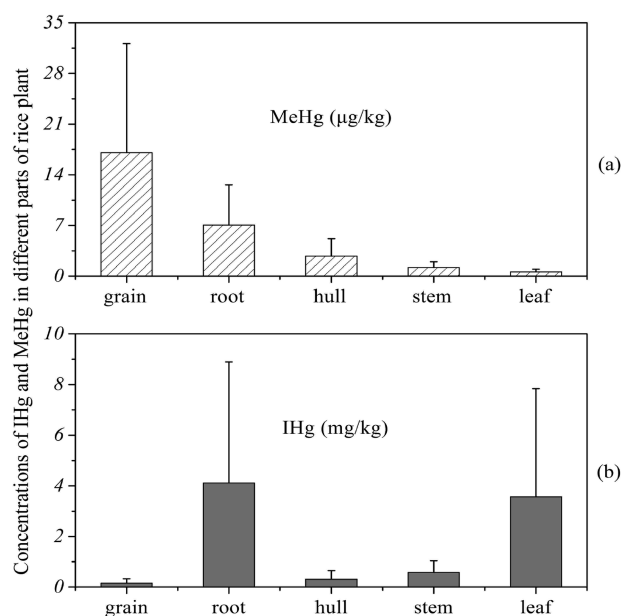 Concentrations of IHg and MeHg in different parts of rice plant
35
28
21
14
7
0
MeHg (μg/kg)
(a)
grain root hull stem leaf
10
8
6
4
2
0
IHg (mg/kg)
(b)
grain root hull stem leaf